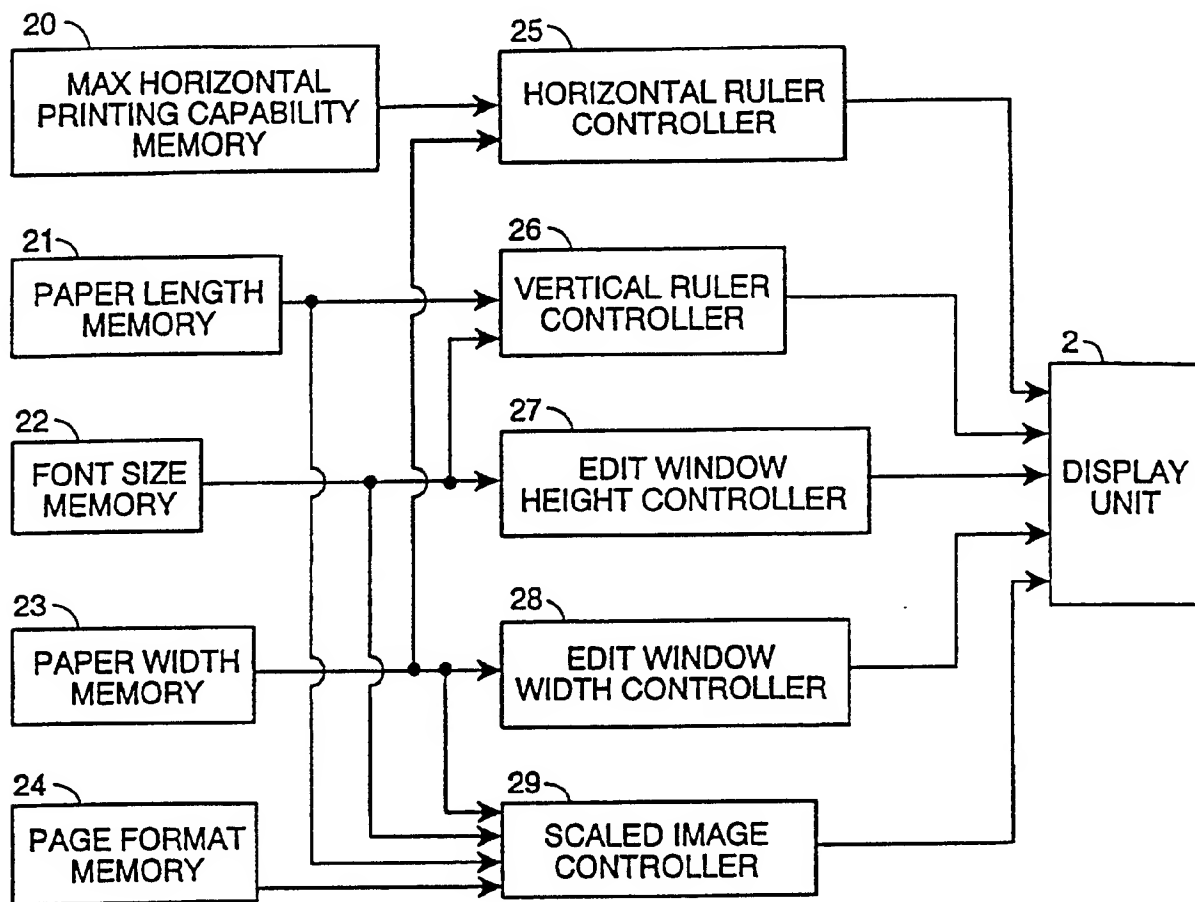 20
MAX HORIZONTAL
PRINTING CAPABILITY
MEMORY
25
HORIZONTAL RULER
CONTROLLER
21
PAPER LENGTH
MEMORY
26
VERTICAL RULER
CONTROLLER
2
DISPLAY
UNIT
22
FONT SIZE
MEMORY
27
EDIT WINDOW
HEIGHT CONTROLLER
23
PAPER WIDTH
MEMORY
28
EDIT WINDOW
WIDTH CONTROLLER
24
PAGE FORMAT
MEMORY
29
SCALED IMAGE
CONTROLLER